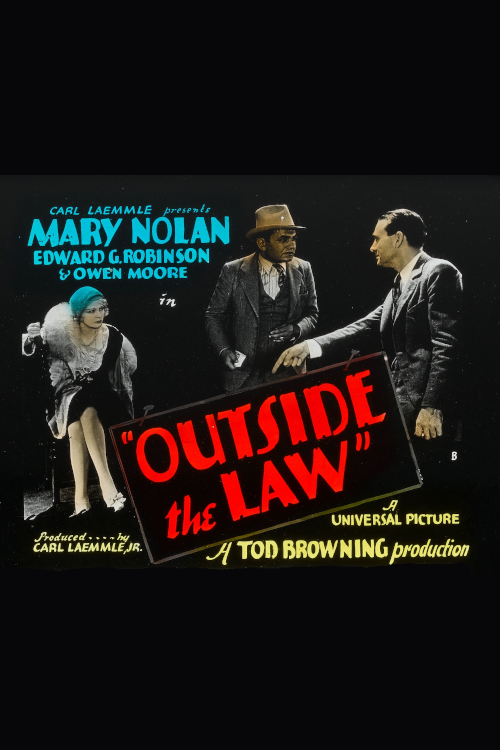 CARL LAEMMLE presents
MARY NOLAN
EDWARD G. ROBINSON
& OWEN MOORE
in
"OUTSIDE
the LAW"
B
A
UNIVERSAL PICTURE
Produced----by
CARL LAEMMLE, JR.
A TOD BROWNING production